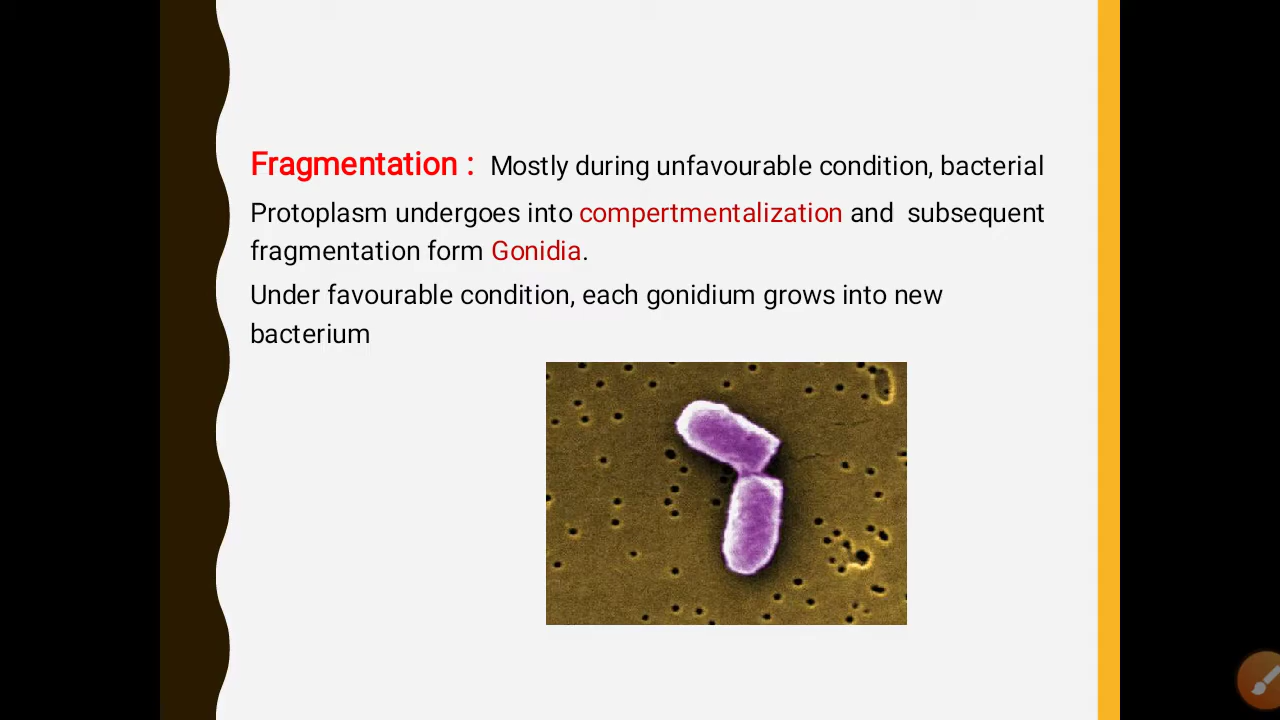 Fragmentation : Mostly during unfavourable condition, bacterial
Protoplasm undergoes into compertmentalization and subsequent
fragmentation form Gonidia.
Under favourable condition, each gonidium grows into new
bacterium